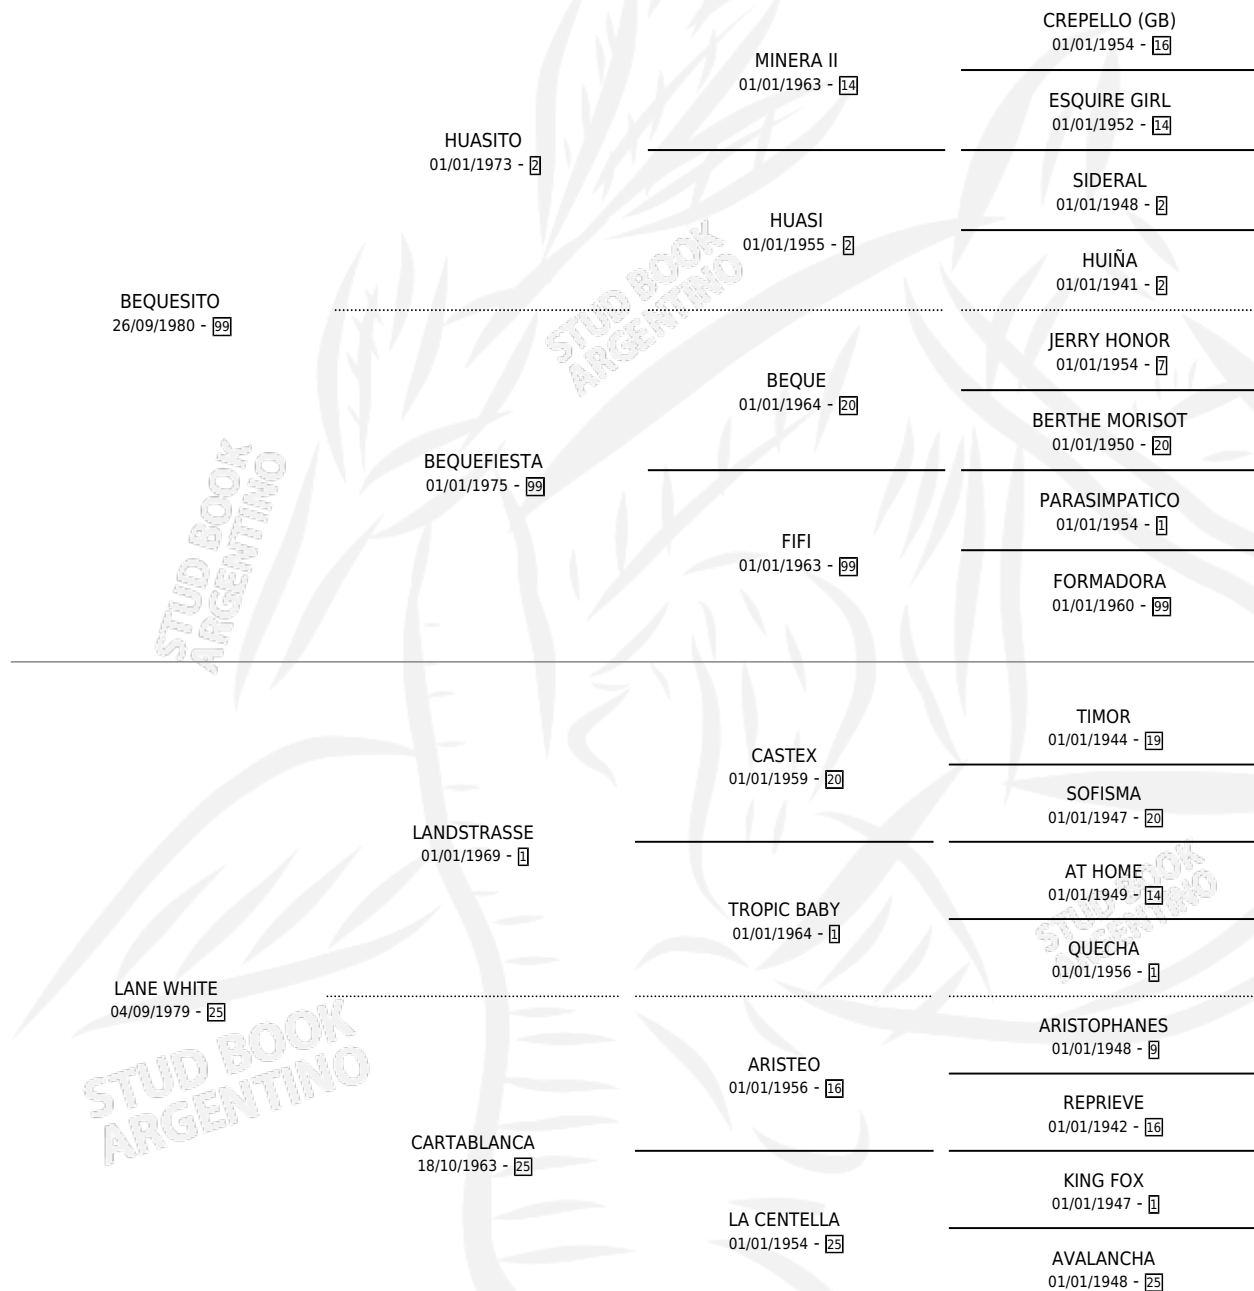 CREPELLO (GB)
01/01/1954 - 16
MINERA II
01/01/1963 - 14
ESQUIRE GIRL
01/01/1952 - 14
HUASITO
01/01/1973 - 2
SIDERAL
01/01/1948 - 2
HUASI
01/01/1955 - 2
HUIÑA
01/01/1941 - 2
BEQUESITO
26/09/1980 - 99
JERRY HONOR
01/01/1954 - 7
BEQUE
01/01/1964 - 20
BERTHE MORISOT
01/01/1950 - 20
BEQUEFIESTA
01/01/1975 - 99
PARASIMPATICO
01/01/1954 - 1
FIFI
01/01/1963 - 99
FORMADORA
01/01/1960 - 99
TIMOR
01/01/1944 - 19
CASTEX
01/01/1959 - 20
SOFISMA
01/01/1947 - 20
LANDSTRASSE
01/01/1969 - 1
AT HOME
01/01/1949 - 14
TROPIC BABY
01/01/1964 - 1
QUECHA
01/01/1956 - 1
LANE WHITE
04/09/1979 - 25
ARISTOPHANES
01/01/1948 - 9
ARISTEO
01/01/1956 - 16
REPRIEVE
01/01/1942 - 16
CARTABLANCA
18/10/1963 - 25
KING FOX
01/01/1947 - 1
LA CENTELLA
01/01/1954 - 25
AVALANCHA
01/01/1948 - 25
STUD BOOK
ARGENTINO
STUD BOOK
ARGENTINO
STUD BOOK
ARGENTINO
STUD BOOK
ARGENTINO